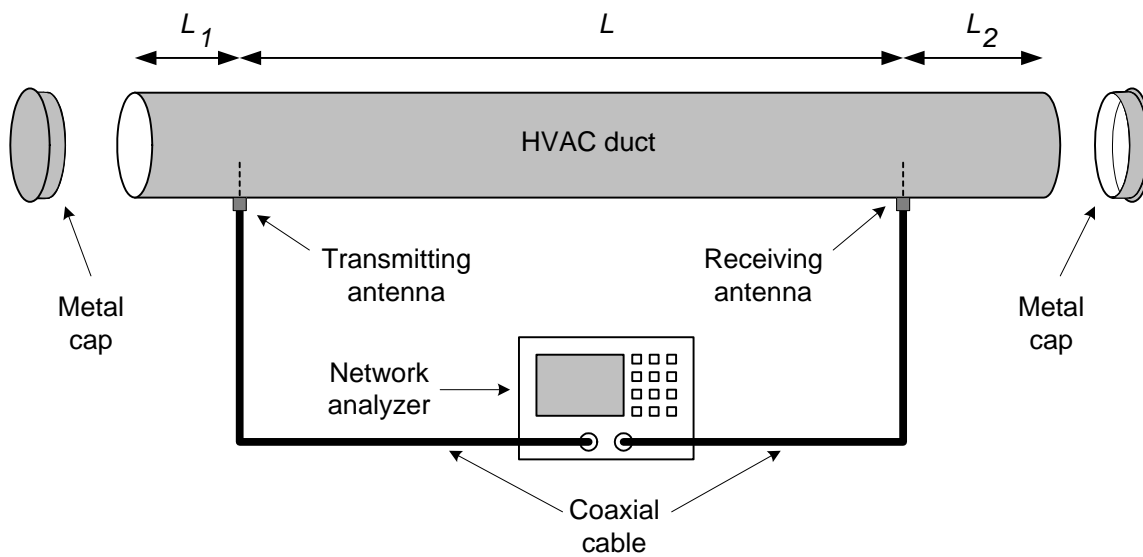 L1
L
L2
HVAC duct
Transmitting
antenna
Receiving
antenna
Metal
cap
Metal
cap
Network
analyzer
Coaxial
cable